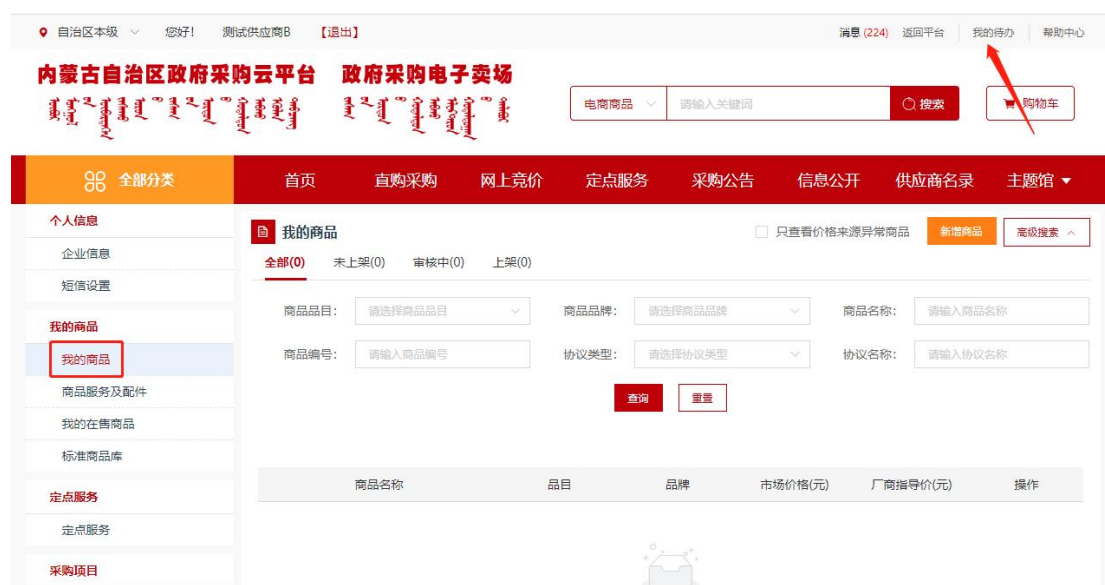 自治区本级 您好! 测试供应商B 【退出】 消息 (224) 返回平台 我的待办 帮助中心
内蒙古自治区政府采购云平台 政府采购电子卖场
电商商品 请输入关键词 搜索 购物车
全部分类 首页 直购采购 网上竞价 定点服务 采购公告 信息公开 供应商名录 主题馆
个人信息
企业信息
短信设置
我的商品
我的商品
商品服务及配件
我的在售商品
标准商品库
定点服务
定点服务
采购项目
我的商品 只查看价格来源异常商品 新增商品 高级搜索
全部(0) 未上架(0) 审核中(0) 上架(0)
商品品目: 请选择商品品目 商品品牌: 请选择商品品牌 商品名称: 请输入商品名称
商品编号: 请输入商品编号 协议类型: 请选择协议类型 协议名称: 请输入协议名称
查询 重置
商品名称 品目 品牌 市场价格(元) 厂商指导价(元) 操作